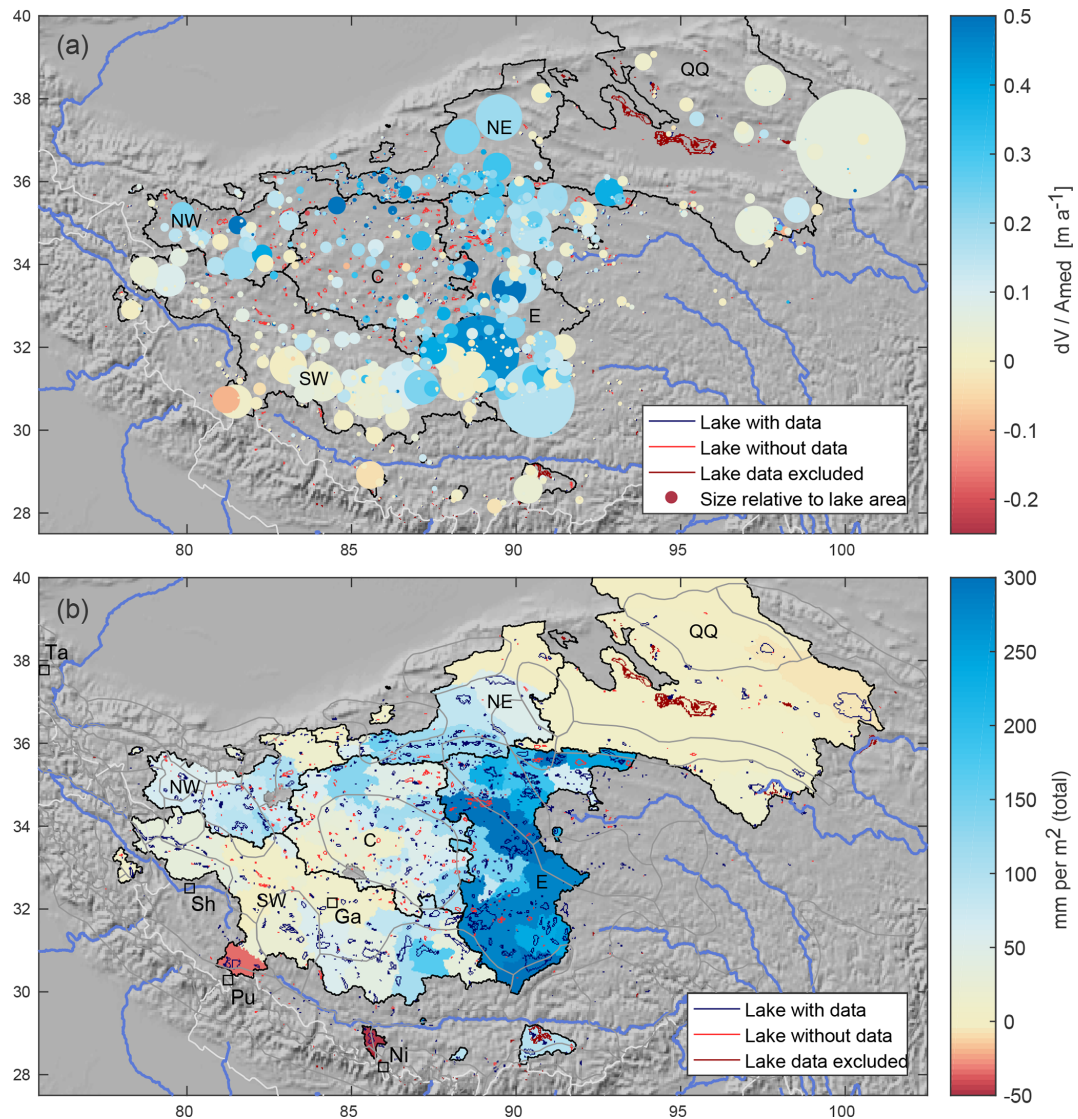 40
38
36
34
32
30
28
(a)
QQ
NE
NW
C
E
SW
Lake with data
Lake without data
Lake data excluded
Size relative to lake area
80
85
90
95
100
0.5
0.4
0.3
0.2
0.1
0
-0.1
-0.2
dV / Amed [m a⁻¹]
40
38
36
34
32
30
28
(b)
Ta
QQ
NE
NW
C
E
SW
Sh
Ga
Pu
Ni
Lake with data
Lake without data
Lake data excluded
80
85
90
95
100
300
250
200
150
100
50
0
-50
mm per m² (total)